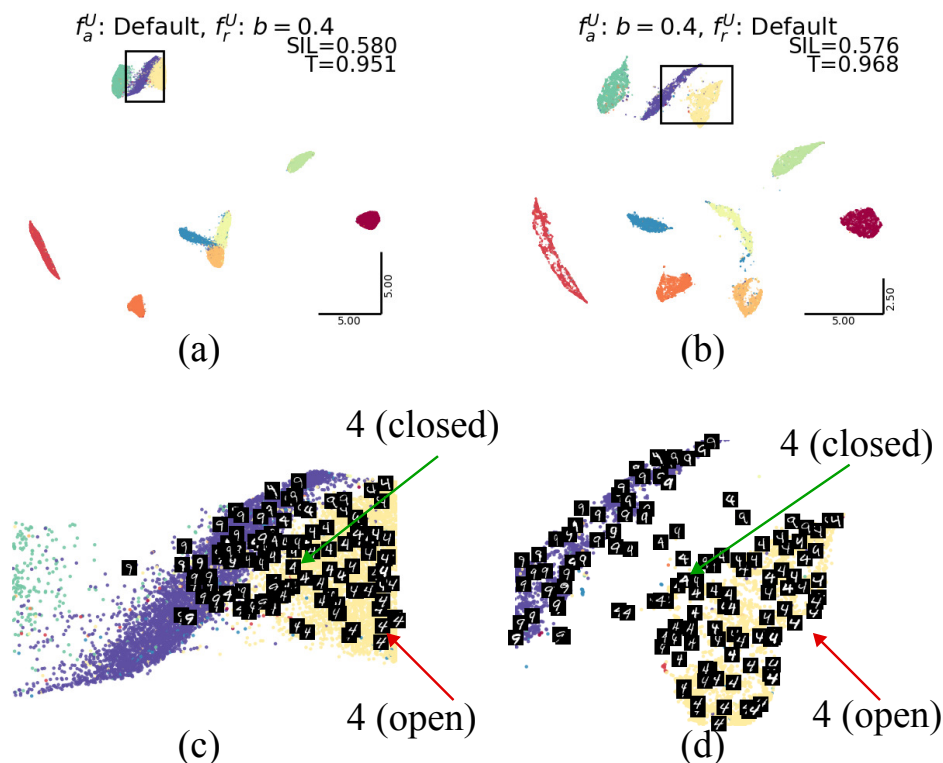 f_a^U: Default, f_r^U: b = 0.4
SIL=0.580
T=0.951
5.00
5.00
(a)
f_a^U: b = 0.4, f_r^U: Default
SIL=0.576
T=0.968
2.50
5.00
(b)
4 (closed)
4 (open)
(c)
4 (closed)
4 (open)
(d)